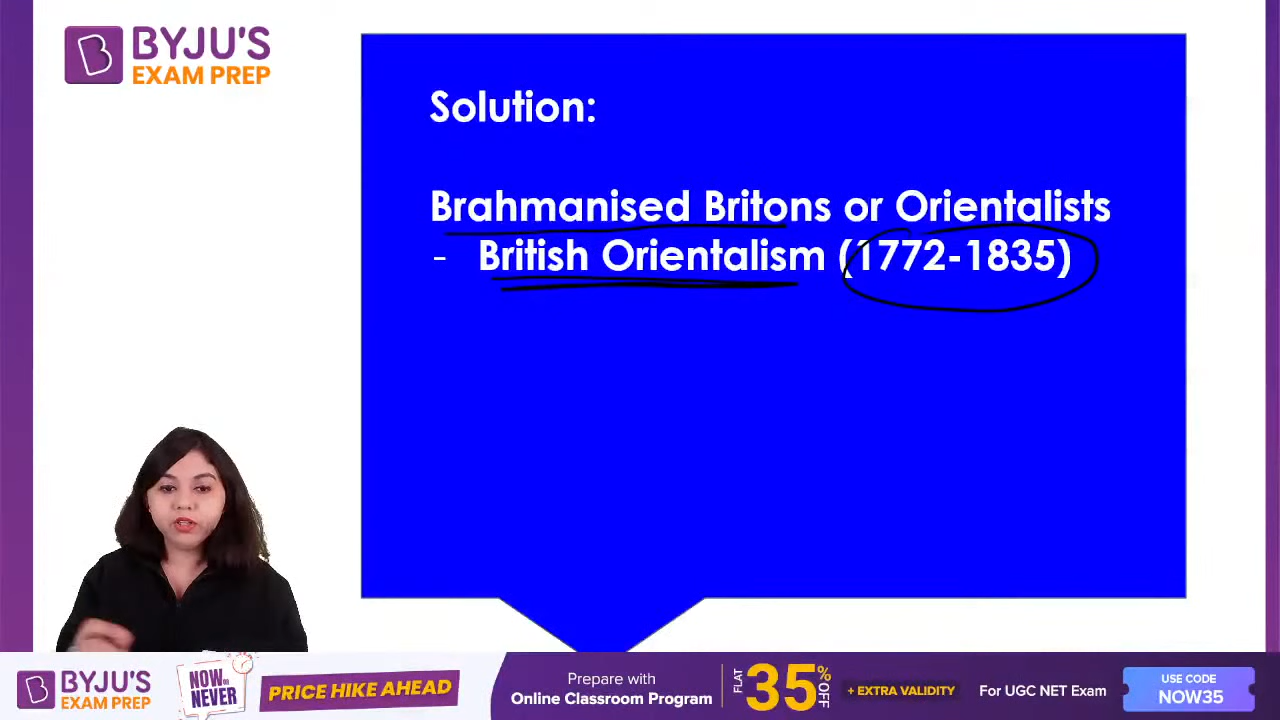 BYJU'S
EXAM PREP
Solution:
Brahmanised Britons or Orientalists
- British Orientalism (1772-1835)
BYJU'S
EXAM PREP
NOW OR
NEVER
PRICE HIKE AHEAD
Prepare with
Online Classroom Program
FLAT 35% OFF
+ EXTRA VALIDITY
For UGC NET Exam
USE CODE
NOW35